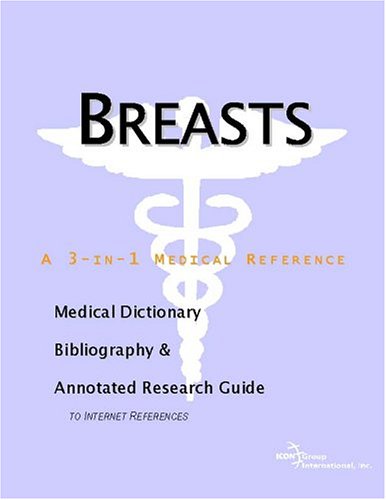 BREASTS
A 3-IN-1 MEDICAL REFERENCE
Medical Dictionary
Bibliography &
Annotated Research Guide
TO INTERNET REFERENCES
ICON Group
International, Inc.